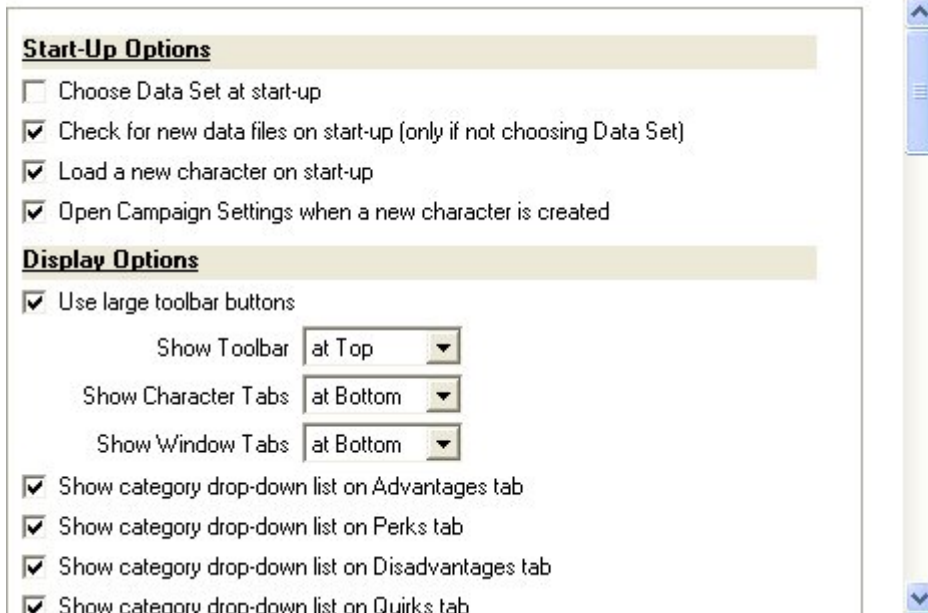 Start-Up Options
Choose Data Set at start-up
Check for new data files on start-up (only if not choosing Data Set)
Load a new character on start-up
Open Campaign Settings when a new character is created
Display Options
Use large toolbar buttons
Show Toolbar at Top
Show Character Tabs at Bottom
Show Window Tabs at Bottom
Show category drop-down list on Advantages tab
Show category drop-down list on Perks tab
Show category drop-down list on Disadvantages tab
Show category drop-down list on Quirks tab